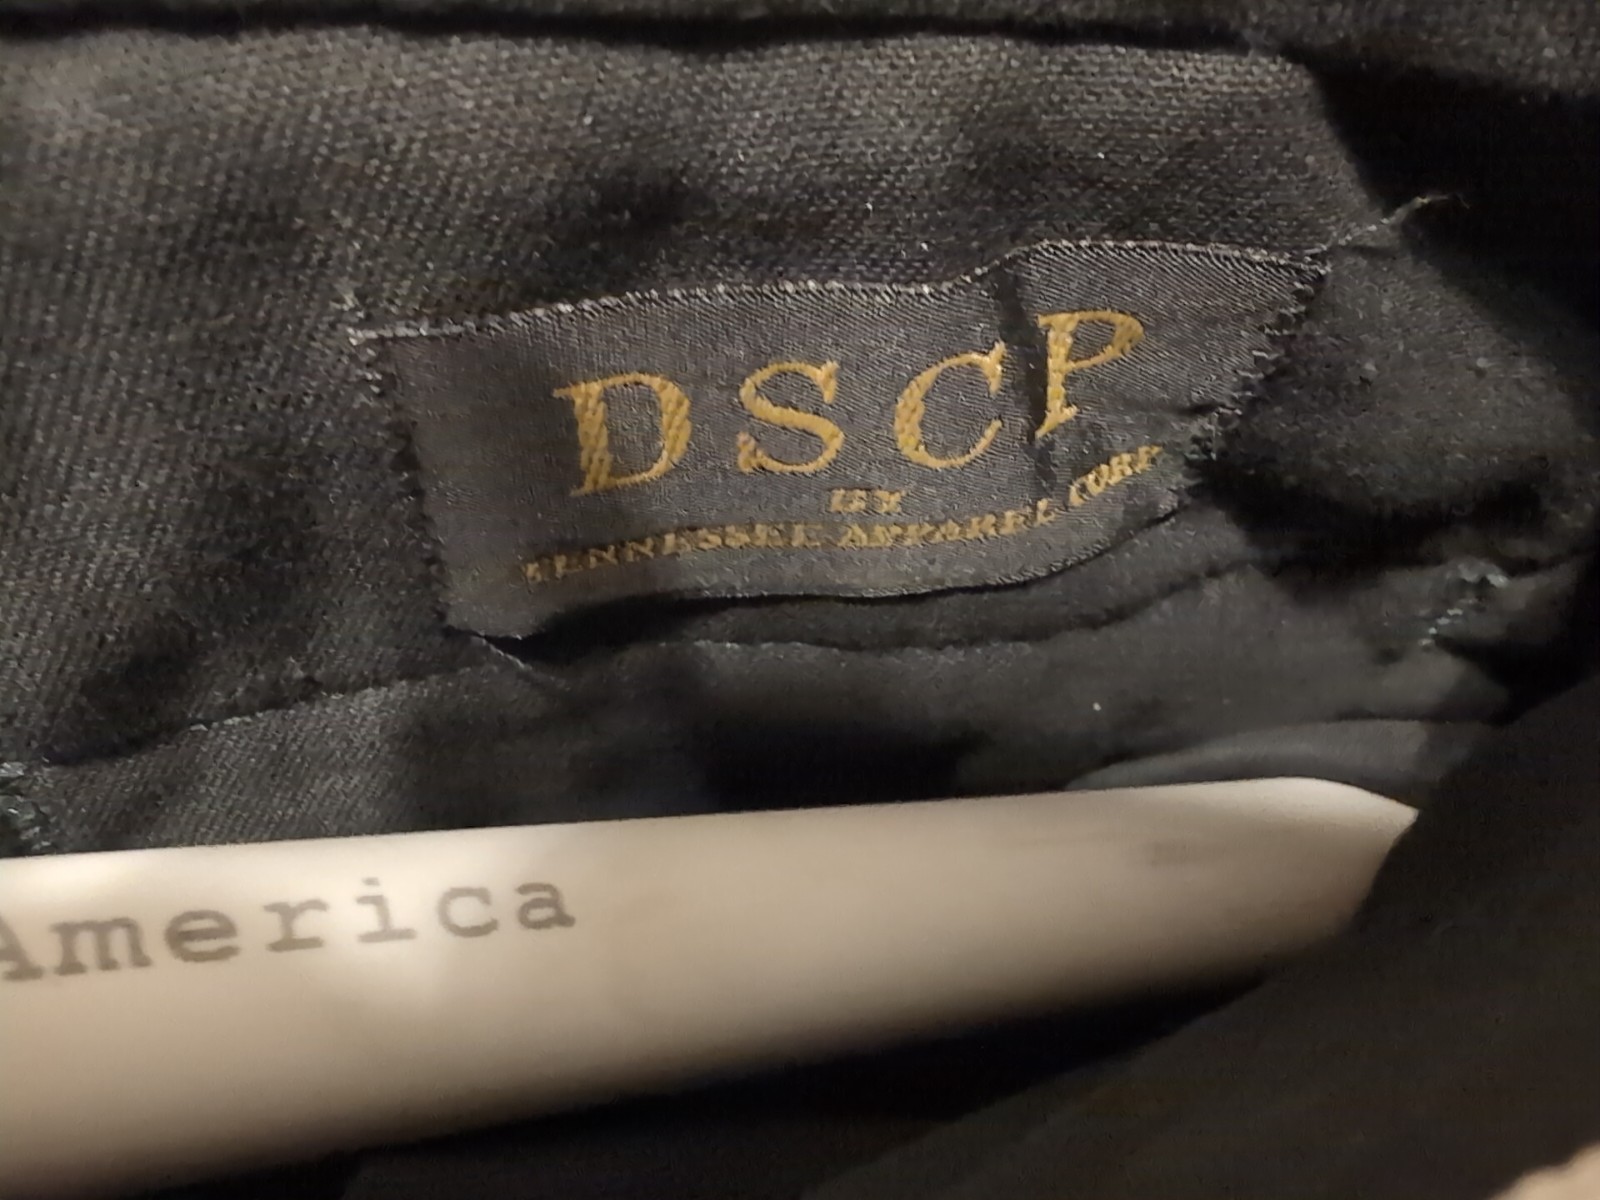 DSCP
BY
TENNESSEE APPAREL CORP
America